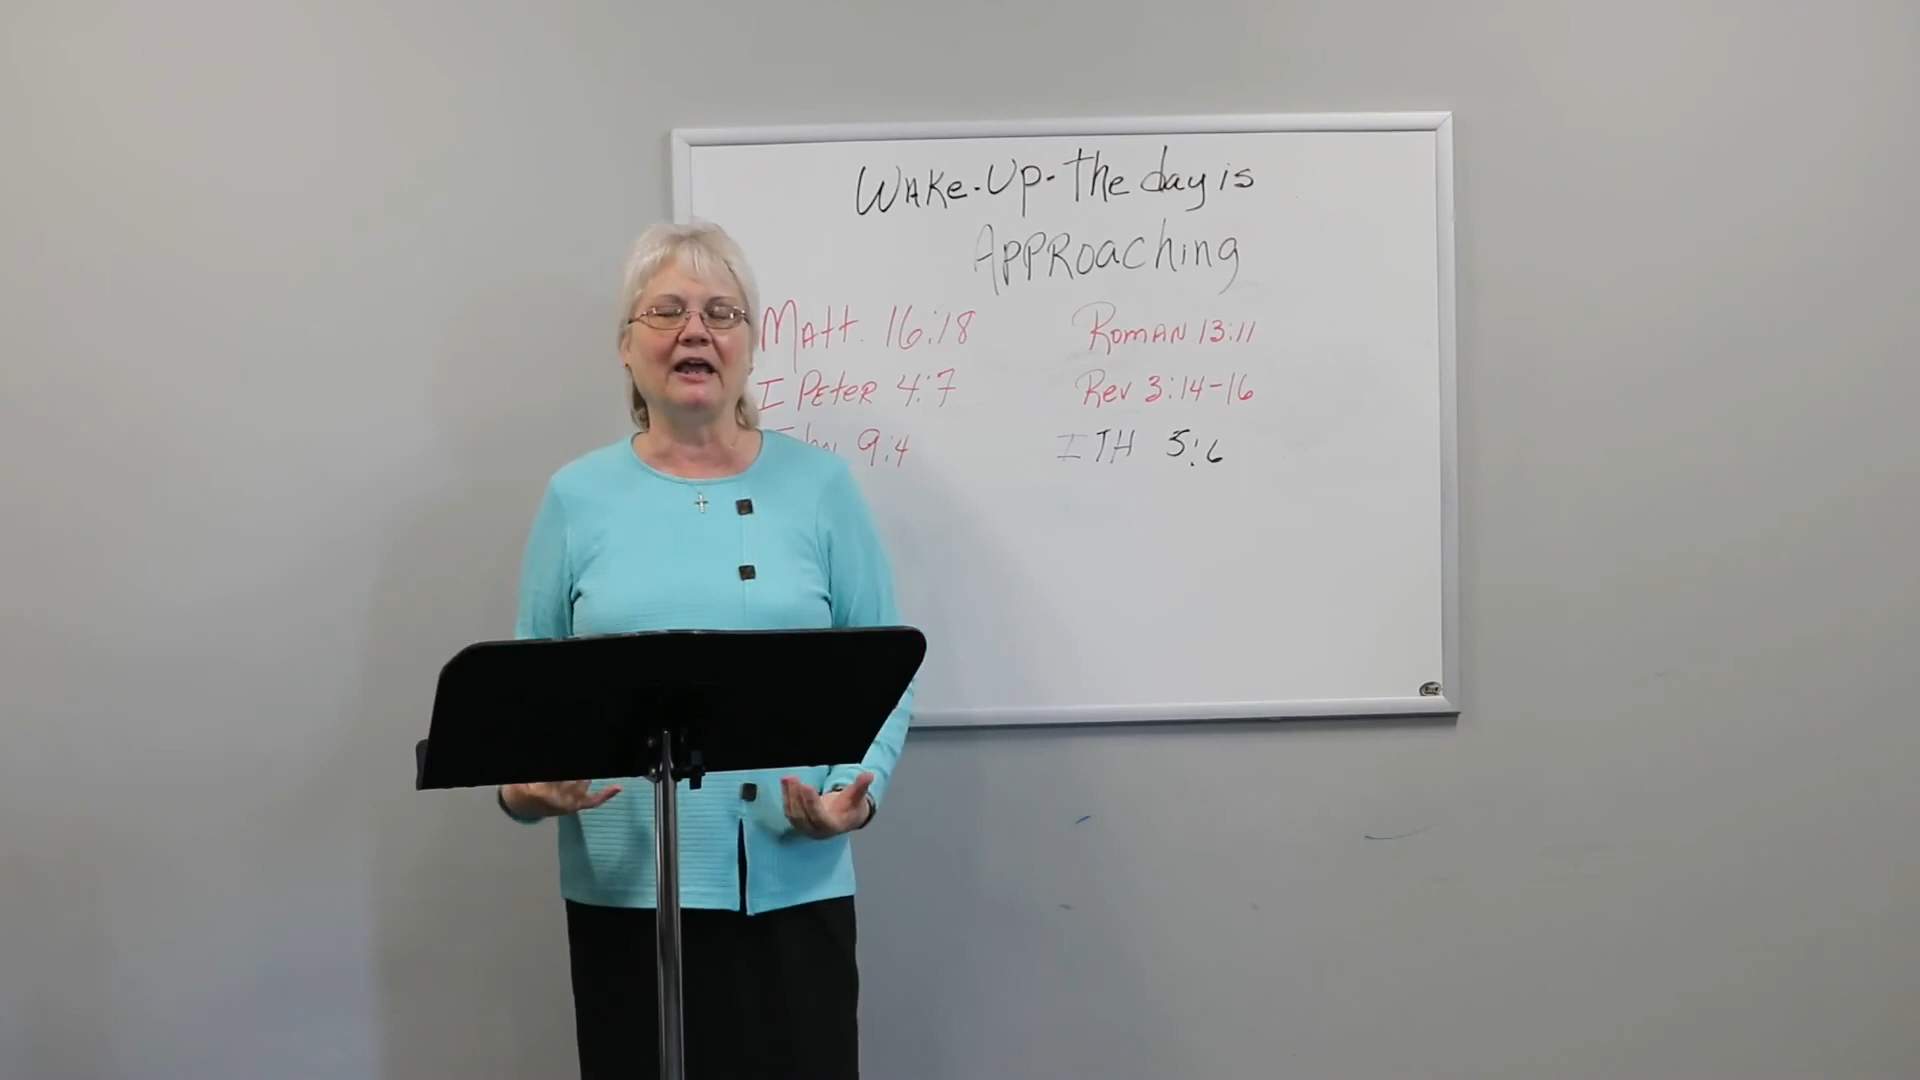 Wake-Up-The day is
Approaching
Matt. 16:18
I Peter 4:7
9:4
Roman 13:11
Rev 3:14-16
I TH 5:6